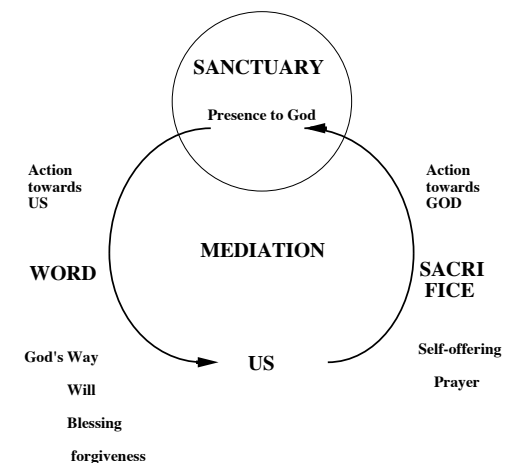 SANCTUARY
Presence to God
Action
towards
US
Action
towards
GOD
MEDIATION
WORD
SACRI
FICE
God's Way
Will
Blessing
forgiveness
US
Self-offering
Prayer